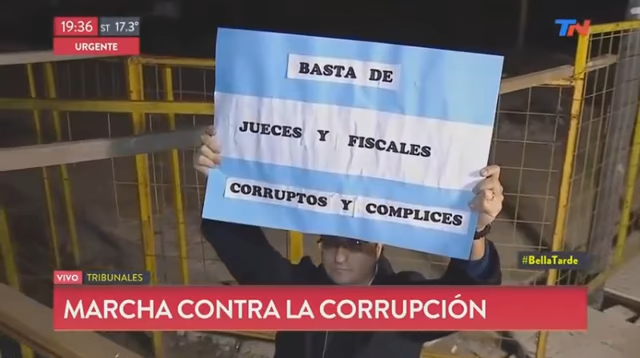 19:36 ST 17.3°
URGENTE
TN
BASTA DE
JUECES Y FISCALES
CORRUPTOS Y COMPLICES
#BellaTarde
VIVO TRIBUNALES
MARCHA CONTRA LA CORRUPCIÓN